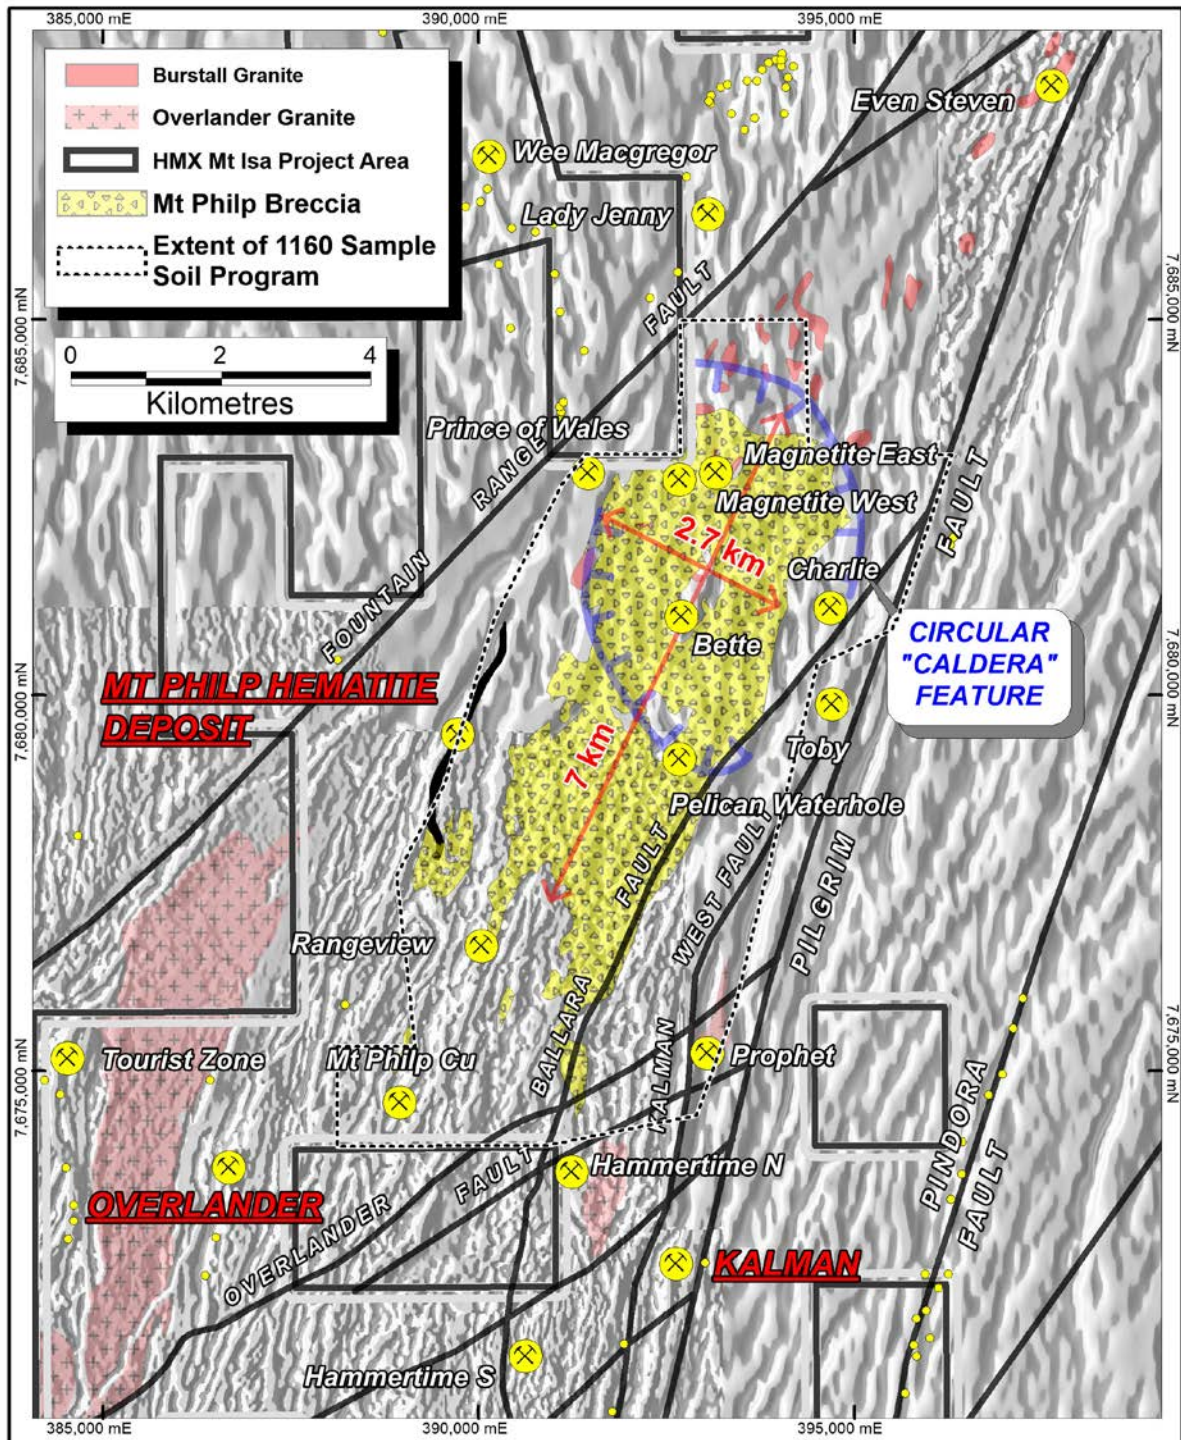 385,000 mE
390,000 mE
395,000 mE
Burstall Granite
Overlander Granite
HMX Mt Isa Project Area
Mt Philp Breccia
Extent of 1160 Sample
Soil Program
0 2 4
Kilometres
Even Steven
Wee Macgregor
Lady Jenny
7,685,000 mN
7,685,000 mN
FOUNTAIN RANGE FAULT
Prince of Wales
Magnetite East
Magnetite West
2.7 km
Charlie
PILGRIM FAULT
CIRCULAR
"CALDERA"
FEATURE
Bette
MT PHILP HEMATITE
DEPOSIT
7,680,000 mN
7,680,000 mN
Toby
7 km
Pelican Waterhole
BALLARA FAULT
KALMAN WEST FAULT
Rangeview
Tourist Zone
Mt Philp Cu
Prophet
7,675,000 mN
7,675,000 mN
PINDORA FAULT
Hammertime N
OVERLANDER
OVERLANDER FAULT
KALMAN
Hammertime S
385,000 mE
390,000 mE
395,000 mE